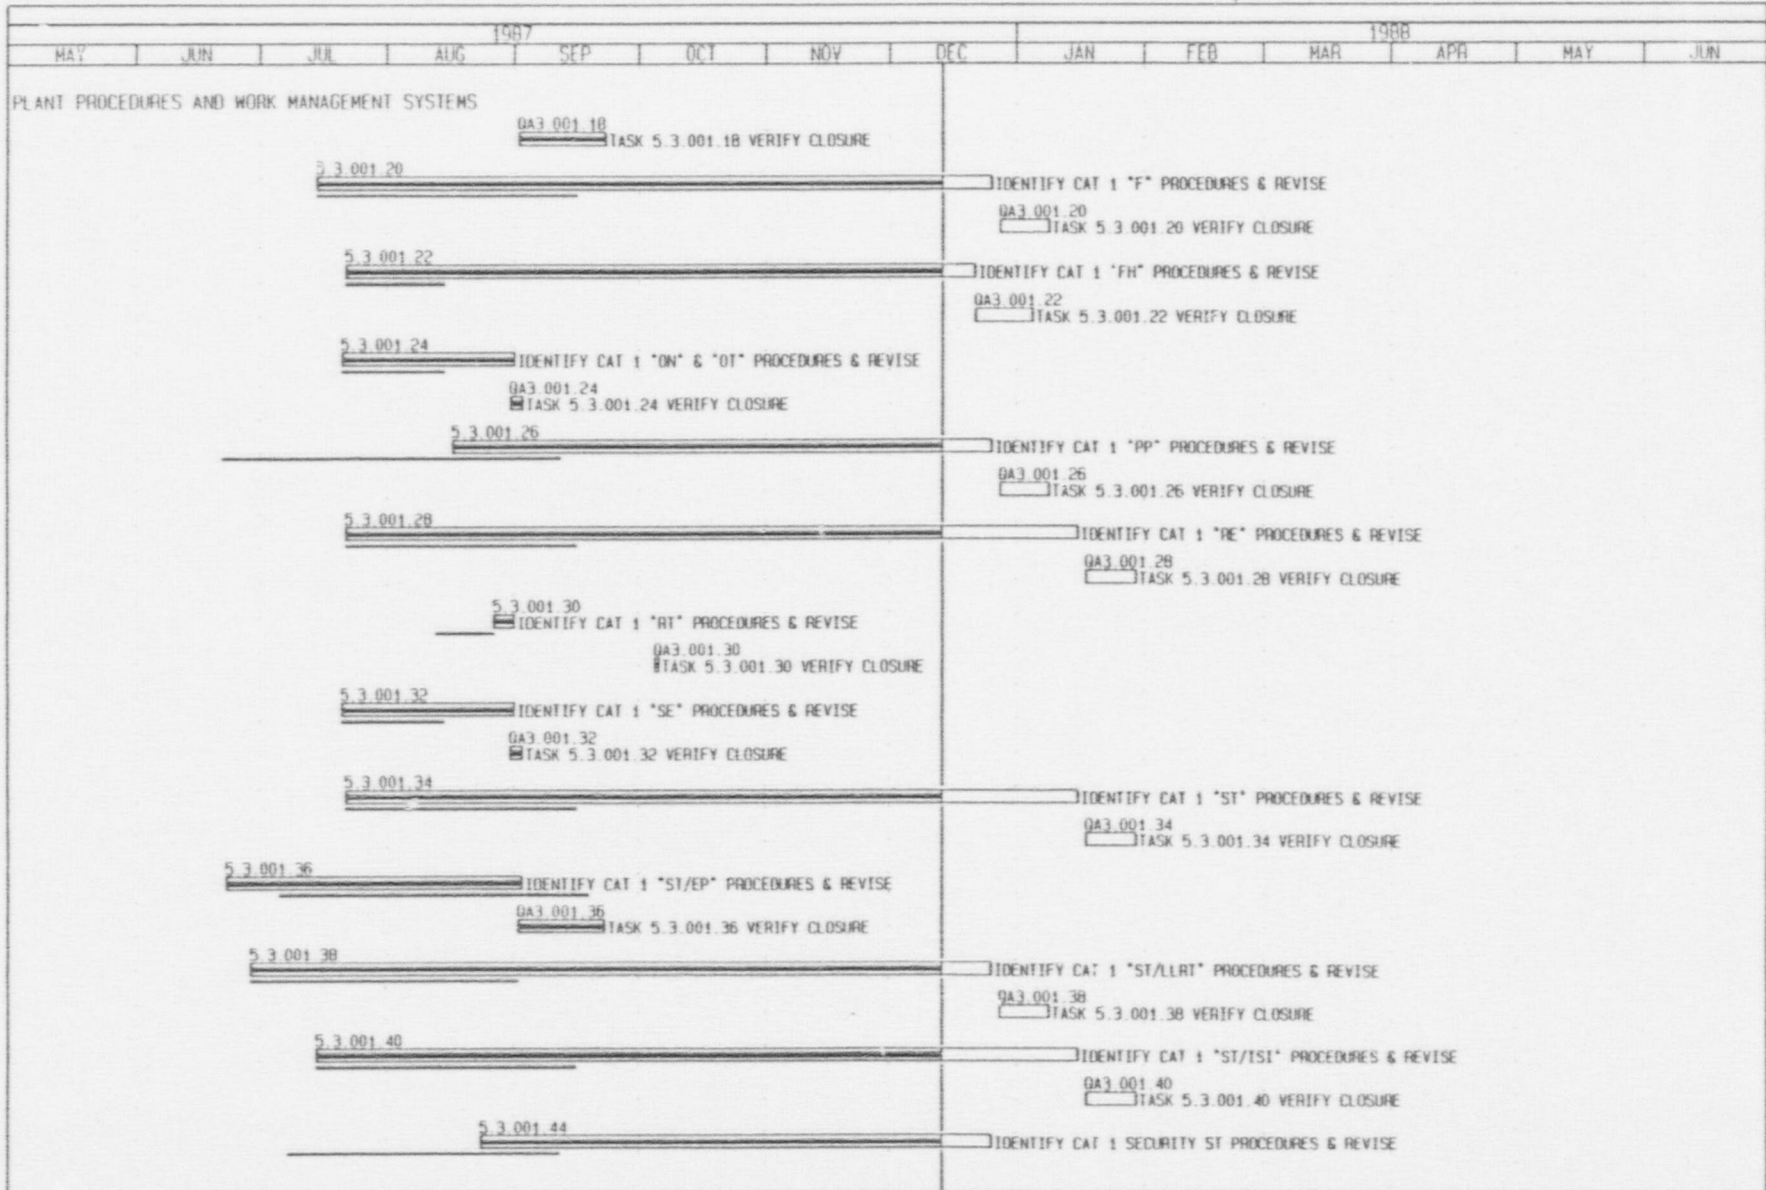 1987 1988
MAY JUN JUL AUG SEP OCT NOV DEC JAN FEB MAR APR MAY JUN
PLANT PROCEDURES AND WORK MANAGEMENT SYSTEMS
QA3.001.18
TASK 5.3.001.18 VERIFY CLOSURE
5.3.001.20
IDENTIFY CAT 1 "F" PROCEDURES & REVISE
QA3.001.20
TASK 5.3.001.20 VERIFY CLOSURE
5.3.001.22
IDENTIFY CAT 1 "FH" PROCEDURES & REVISE
QA3.001.22
TASK 5.3.001.22 VERIFY CLOSURE
5.3.001.24
IDENTIFY CAT 1 "ON" & "OT" PROCEDURES & REVISE
QA3.001.24
TASK 5.3.001.24 VERIFY CLOSURE
5.3.001.26
IDENTIFY CAT 1 "PP" PROCEDURES & REVISE
QA3.001.26
TASK 5.3.001.26 VERIFY CLOSURE
5.3.001.28
IDENTIFY CAT 1 "RE" PROCEDURES & REVISE
QA3.001.28
TASK 5.3.001.28 VERIFY CLOSURE
5.3.001.30
IDENTIFY CAT 1 "RT" PROCEDURES & REVISE
QA3.001.30
TASK 5.3.001.30 VERIFY CLOSURE
5.3.001.32
IDENTIFY CAT 1 "SE" PROCEDURES & REVISE
QA3.001.32
TASK 5.3.001.32 VERIFY CLOSURE
5.3.001.34
IDENTIFY CAT 1 "ST" PROCEDURES & REVISE
QA3.001.34
TASK 5.3.001.34 VERIFY CLOSURE
5.3.001.36
IDENTIFY CAT 1 "ST/EP" PROCEDURES & REVISE
QA3.001.36
TASK 5.3.001.36 VERIFY CLOSURE
5.3.001.38
IDENTIFY CAT 1 "ST/LLRT" PROCEDURES & REVISE
QA3.001.38
TASK 5.3.001.38 VERIFY CLOSURE
5.3.001.40
IDENTIFY CAT 1 "ST/ISI" PROCEDURES & REVISE
QA3.001.40
TASK 5.3.001.40 VERIFY CLOSURE
5.3.001.44
IDENTIFY CAT 1 SECURITY ST PROCEDURES & REVISE